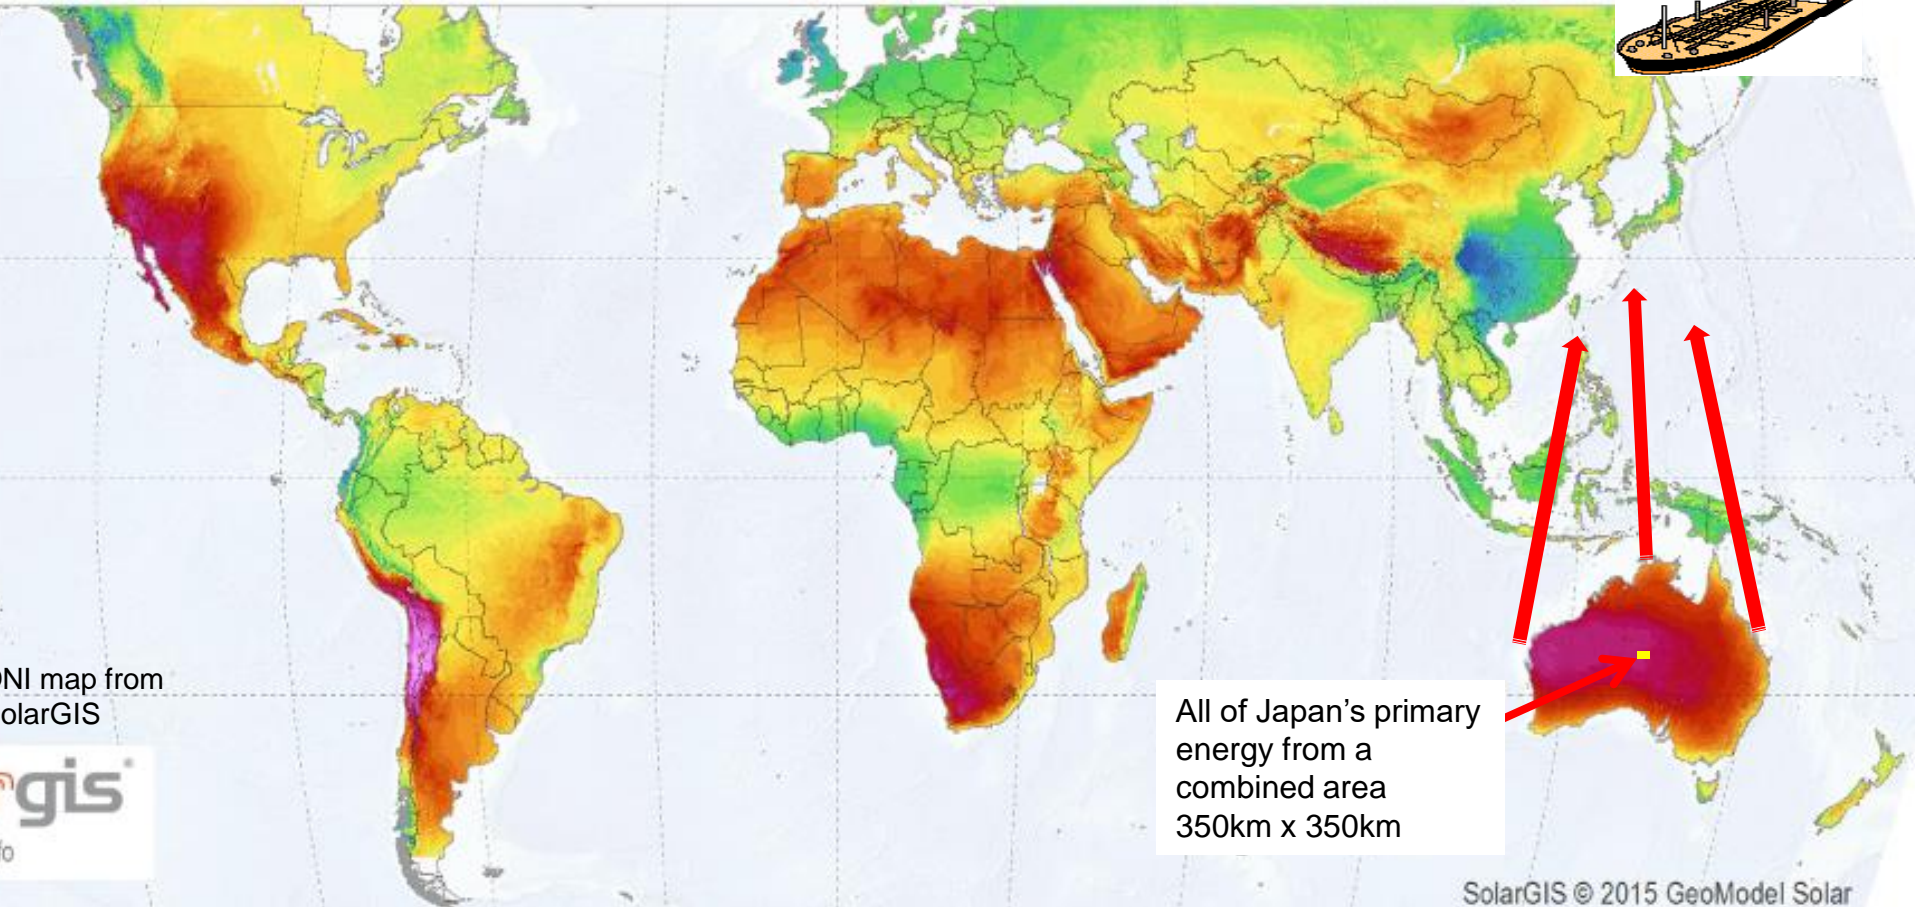 NI map from
olarGIS
gis
fo
All of Japan’s primary
energy from a
combined area
350km x 350km
SolarGIS © 2015 GeoModel Solar